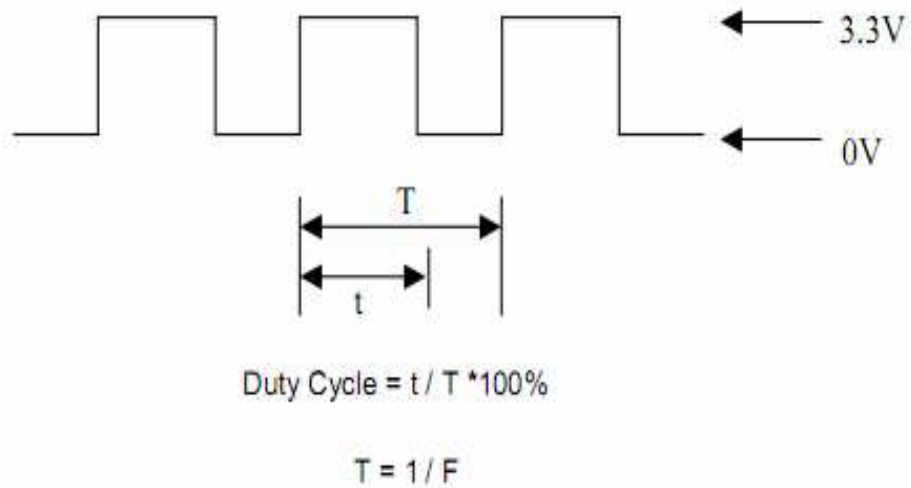 3.3V
0V
T
t
Duty Cycle = t / T *100%
T = 1 / F